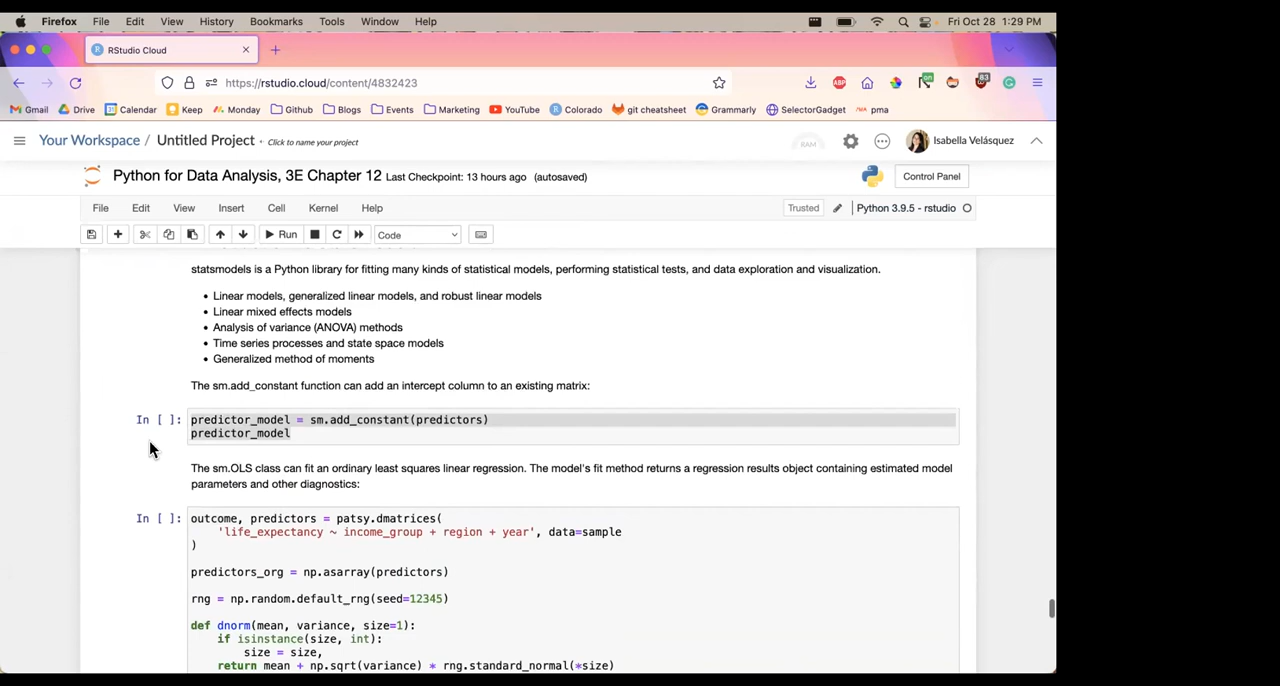 Firefox File Edit View History Bookmarks Tools Window Help Fri Oct 28 1:29 PM
RStudio Cloud
https://rstudio.cloud/content/4832423
ABP on 83
Gmail Drive Calendar Keep Monday Github Blogs Events Marketing YouTube Colorado git cheatsheet Grammarly SelectorGadget pma
Your Workspace / Untitled Project Click to name your project RAM Isabella Velásquez
Python for Data Analysis, 3E Chapter 12 Last Checkpoint: 13 hours ago (autosaved) Control Panel
File Edit View Insert Cell Kernel Help Trusted Python 3.9.5 - rstudio
Run Code
statsmodels is a Python library for fitting many kinds of statistical models, performing statistical tests, and data exploration and visualization.
• Linear models, generalized linear models, and robust linear models
• Linear mixed effects models
• Analysis of variance (ANOVA) methods
• Time series processes and state space models
• Generalized method of moments
The sm.add_constant function can add an intercept column to an existing matrix:
In [ ]: predictor_model = sm.add_constant(predictors)
predictor_model
The sm.OLS class can fit an ordinary least squares linear regression. The model's fit method returns a regression results object containing estimated model
parameters and other diagnostics:
In [ ]: outcome, predictors = patsy.dmatrices(
'life_expectancy ~ income_group + region + year', data=sample
)
predictors_org = np.asarray(predictors)
rng = np.random.default_rng(seed=12345)
def dnorm(mean, variance, size=1):
if isinstance(size, int):
size = size,
return mean + np.sqrt(variance) * rng.standard_normal(*size)